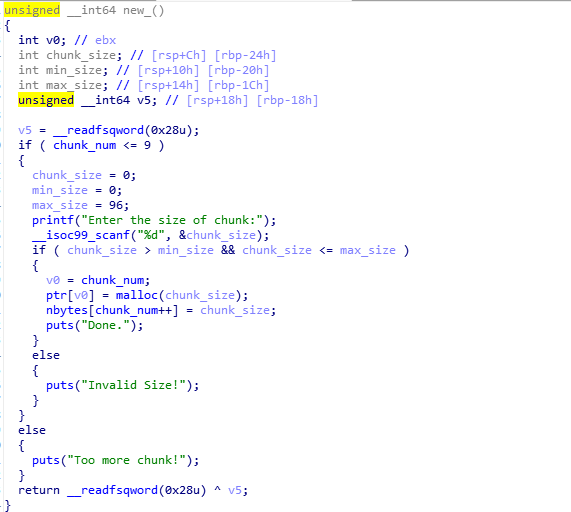 unsigned __int64 new_()
{
int v0; // ebx
int chunk_size; // [rsp+Ch] [rbp-24h]
int min_size; // [rsp+10h] [rbp-20h]
int max_size; // [rsp+14h] [rbp-1Ch]
unsigned __int64 v5; // [rsp+18h] [rbp-18h]
v5 = __readfsqword(0x28u);
if ( chunk_num <= 9 )
{
chunk_size = 0;
min_size = 0;
max_size = 96;
printf("Enter the size of chunk:");
__isoc99_scanf("%d", &chunk_size);
if ( chunk_size > min_size && chunk_size <= max_size )
{
v0 = chunk_num;
ptr[v0] = malloc(chunk_size);
nbytes[chunk_num++] = chunk_size;
puts("Done.");
}
else
{
puts("Invalid Size!");
}
}
else
{
puts("Too more chunk!");
}
return __readfsqword(0x28u) ^ v5;
}